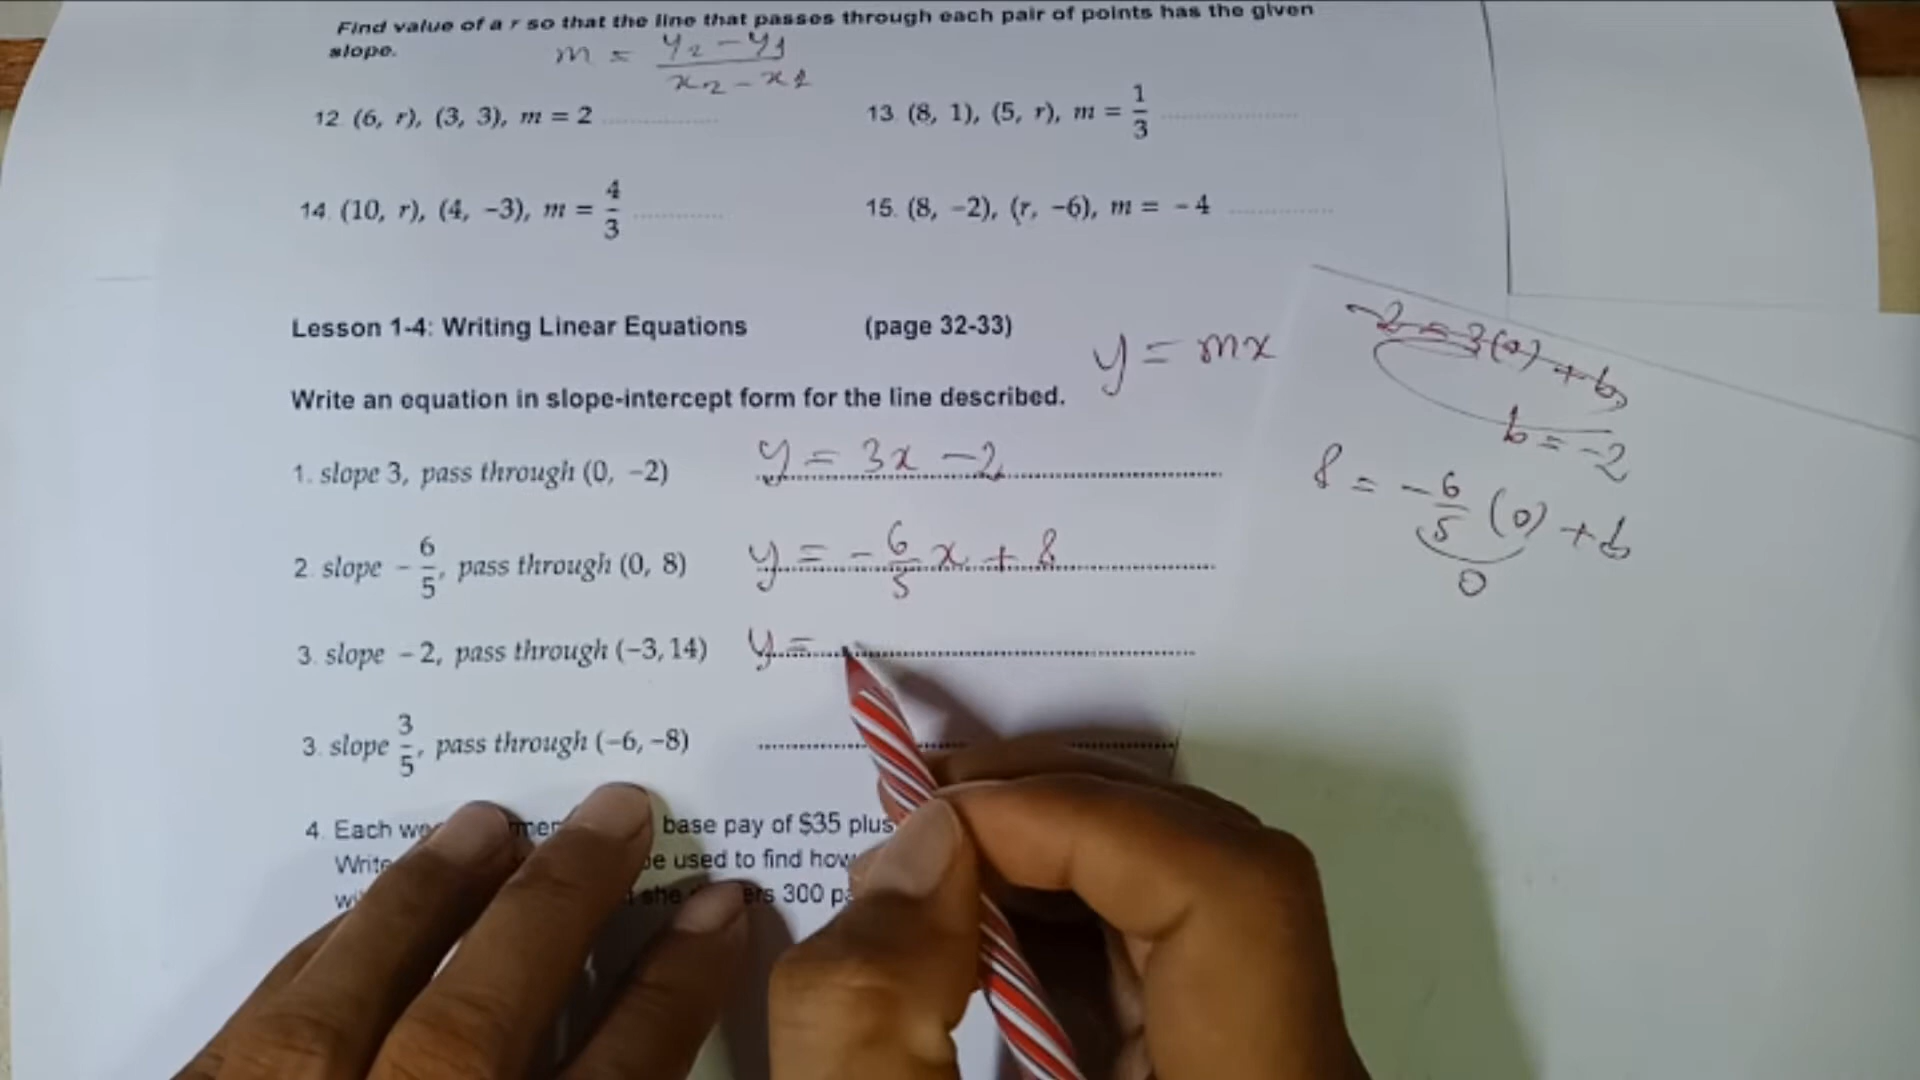 Find value of a r so that the line that passes through each pair of points has the given
slope.
m = y2 - y1 / x2 - x1
12. (6, r), (3, 3), m = 2 ....................
13. (8, 1), (5, r), m = 1/3 ....................
14. (10, r), (4, -3), m = 4/3 ....................
15. (8, -2), (r, -6), m = - 4 ....................
Lesson 1-4: Writing Linear Equations (page 32-33)
y = mx
-2 = 3(0) + b
b = -2
Write an equation in slope-intercept form for the line described.
1. slope 3, pass through (0, -2) y = 3x - 2
8 = -6/5 (0) + b
0
2. slope - 6/5, pass through (0, 8) y = - 6/5 x + 8
3. slope - 2, pass through (-3, 14) y =
3. slope 3/5, pass through (-6, -8) ....................
4. Each base pay of $35 plus
Write used to find how
she 300